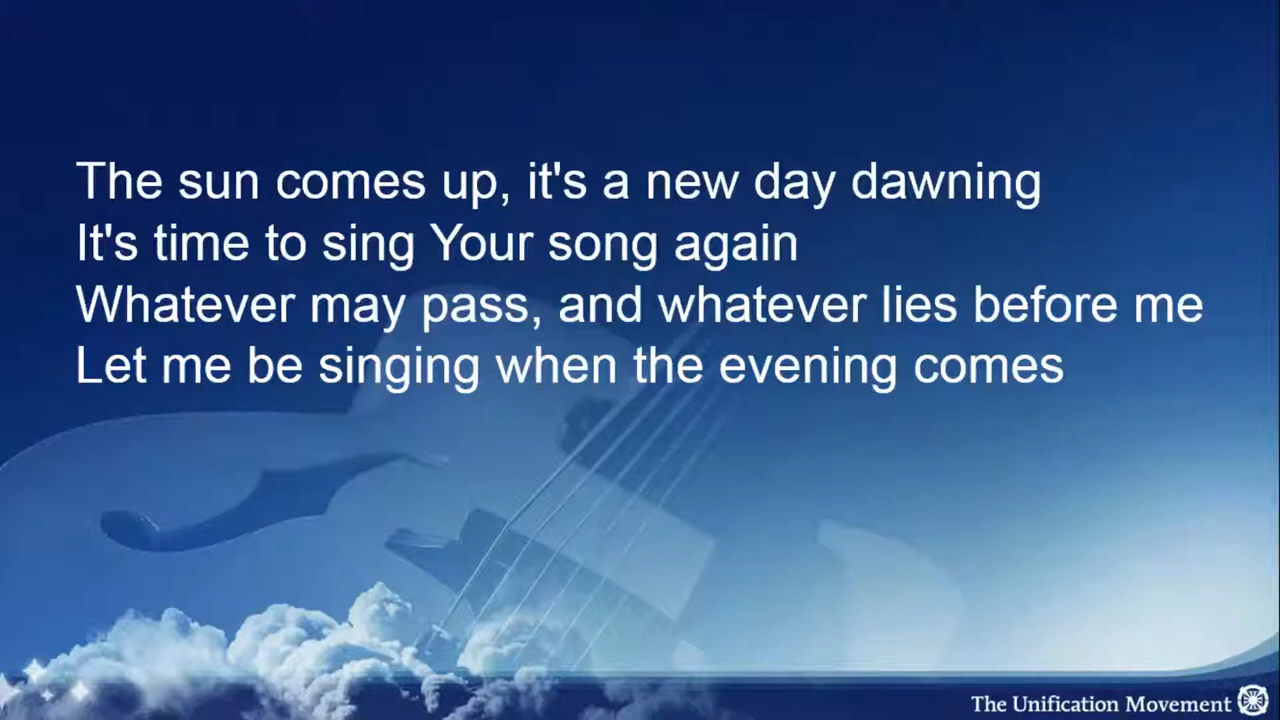 The sun comes up, it's a new day dawning
It's time to sing Your song again
Whatever may pass, and whatever lies before me
Let me be singing when the evening comes
The Unification Movement